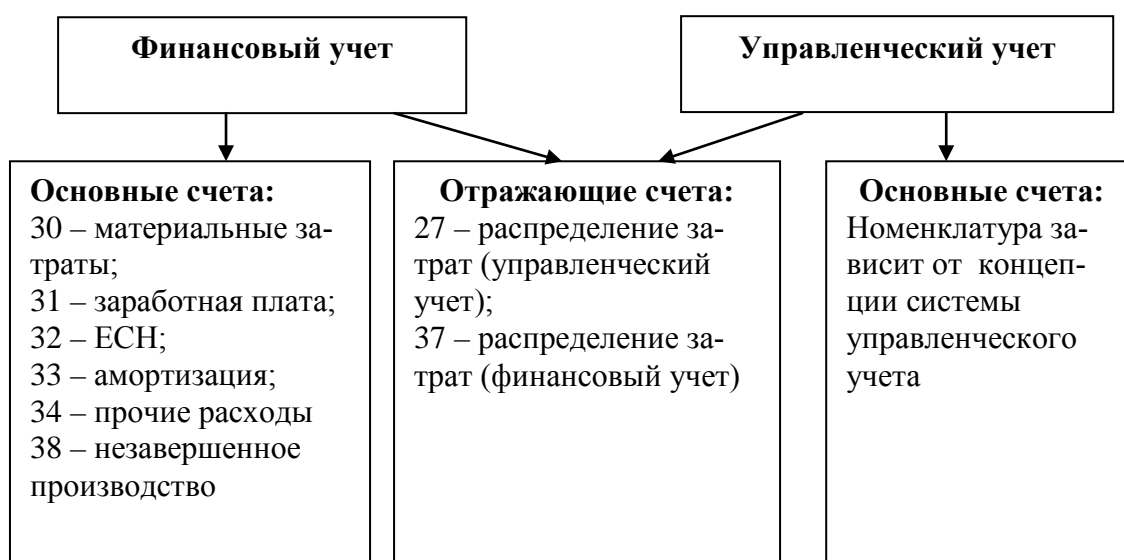 Финансовый учет
Управленческий учет
Основные счета:
30 – материальные за-
траты;
31 – заработная плата;
32 – ЕСН;
33 – амортизация;
34 – прочие расходы
38 – незавершенное
производство
Отражающие счета:
27 – распределение за-
трат (управленческий
учет);
37 – распределение за-
трат (финансовый учет)
Основные счета:
Номенклатура за-
висит от  концеп-
ции системы
управленческого
учета